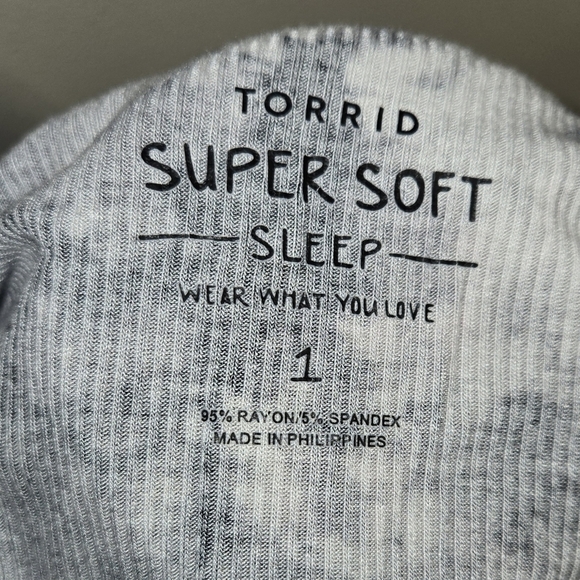 TORRID
SUPER SOFT
SLEEP
WEAR WHAT YOU LOVE
1
95% RAYON/5% SPANDEX
MADE IN PHILIPPINES